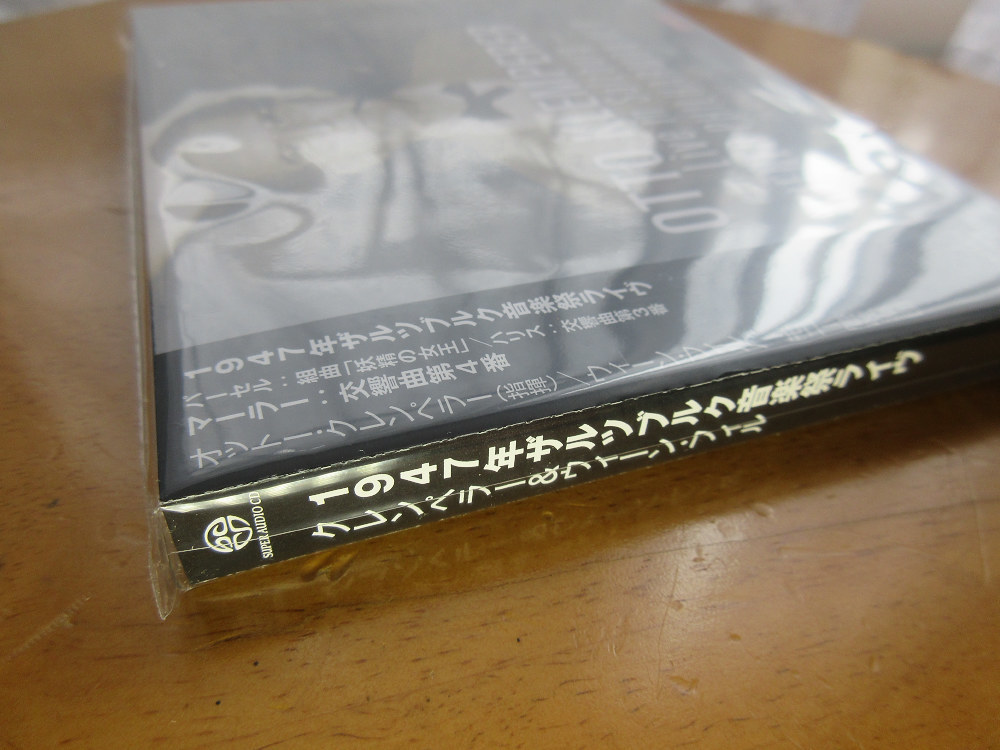 OTTO KLEMPERER
1947年ザルツブルク音楽祭ライヴ
パーセル:組曲「妖精の女王」/ハリス:交響曲第3番
マーラー:交響曲第4番
オットー・クレンペラー(指揮)/ウィーン・フィ
SUPER AUDIO CD
1947年ザルツブルク音楽祭ライヴ
クレンペラー&ウィーン・フィル